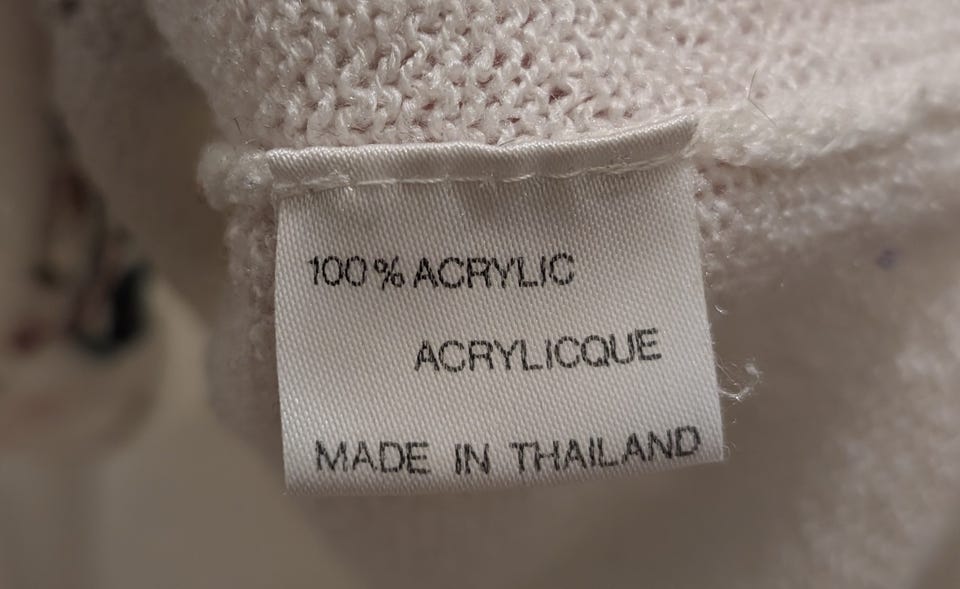 100% ACRYLIC
ACRYLICQUE
MADE IN THAILAND